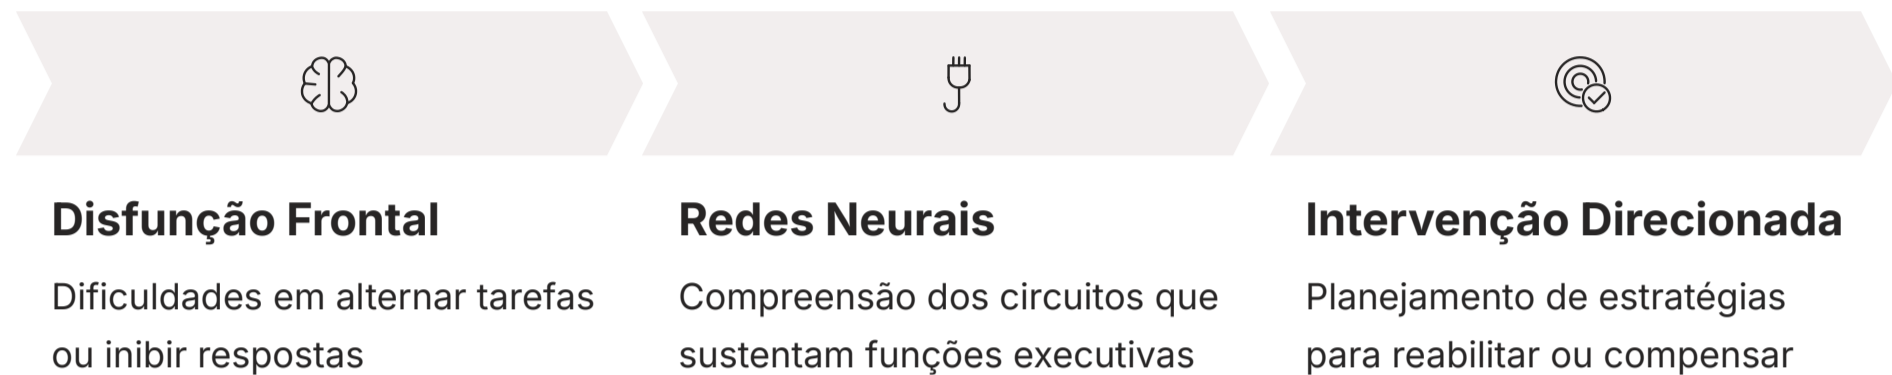 Disfunção Frontal
Dificuldades em alternar tarefas
ou inibir respostas
Redes Neurais
Compreensão dos circuitos que
sustentam funções executivas
Intervenção Direcionada
Planejamento de estratégias
para reabilitar ou compensar